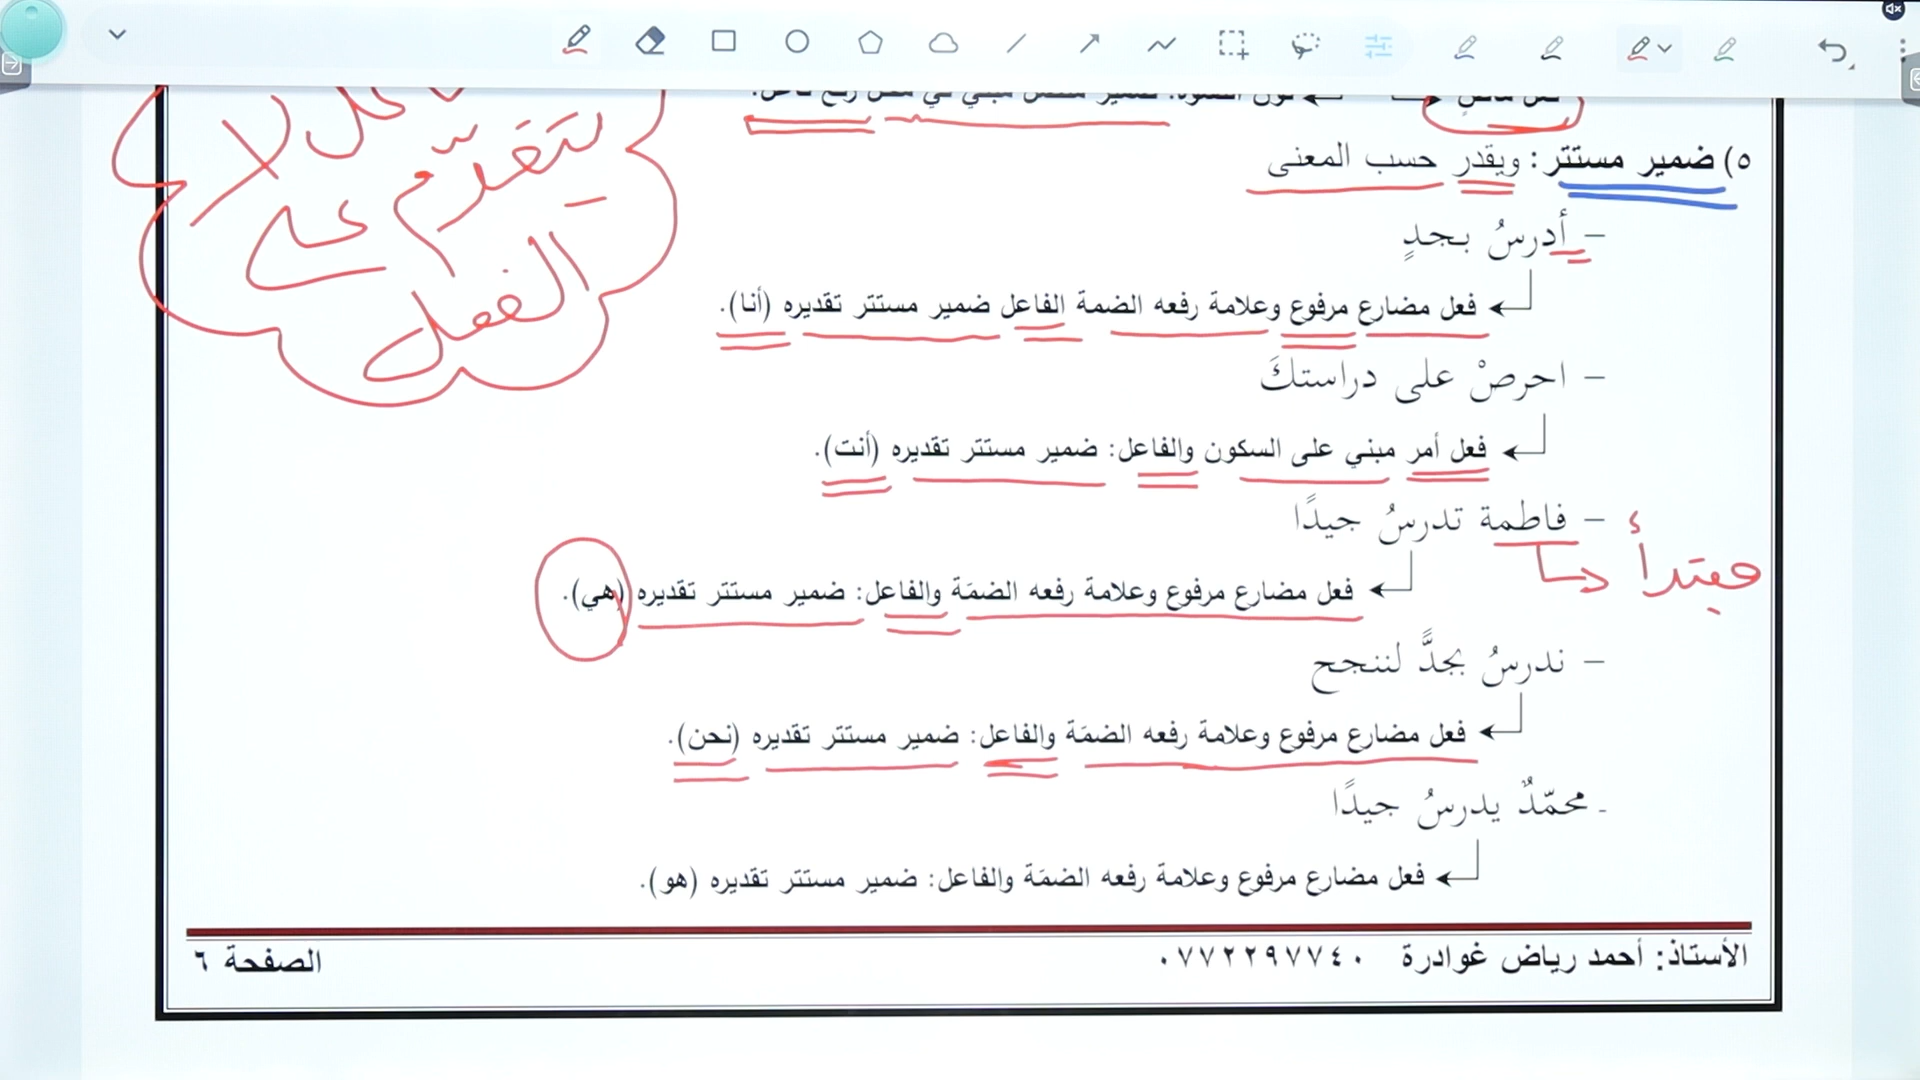 ٥) ضمير مستتر : ويقدر حسب المعنى
– أدرسُ بجدٍ
فعل مضارع مرفوع وعلامة رفعه الضمة الفاعل ضمير مستتر تقديره (أنا).
– احرصْ على دراستكَ
فعل أمر مبني على السكون والفاعل: ضمير مستتر تقديره (أنت).
– فاطمة تدرسُ جيدًا
مبتدأ
فعل مضارع مرفوع وعلامة رفعه الضمَة والفاعل: ضمير مستتر تقديره (هي).
– ندرسُ بجدًّ لننجح
فعل مضارع مرفوع وعلامة رفعه الضمَة والفاعل: ضمير مستتر تقديره (نحن).
- محمّدٌ يدرسُ جيدًا
فعل مضارع مرفوع وعلامة رفعه الضمَة والفاعل: ضمير مستتر تقديره (هو).
لا
يتقدّم
على
الفعل
الأستاذ: أحمد رياض غوادرة ٠٧٧٢٢٩٧٧٤٠
الصفحة ٦